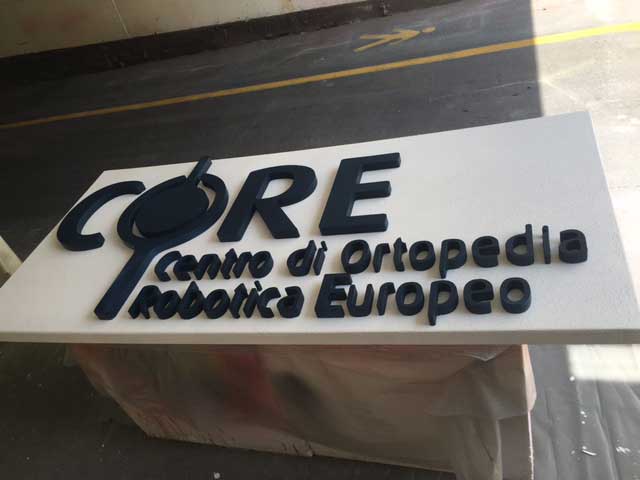 CORE
Centro di Ortopedia
Robotica Europeo